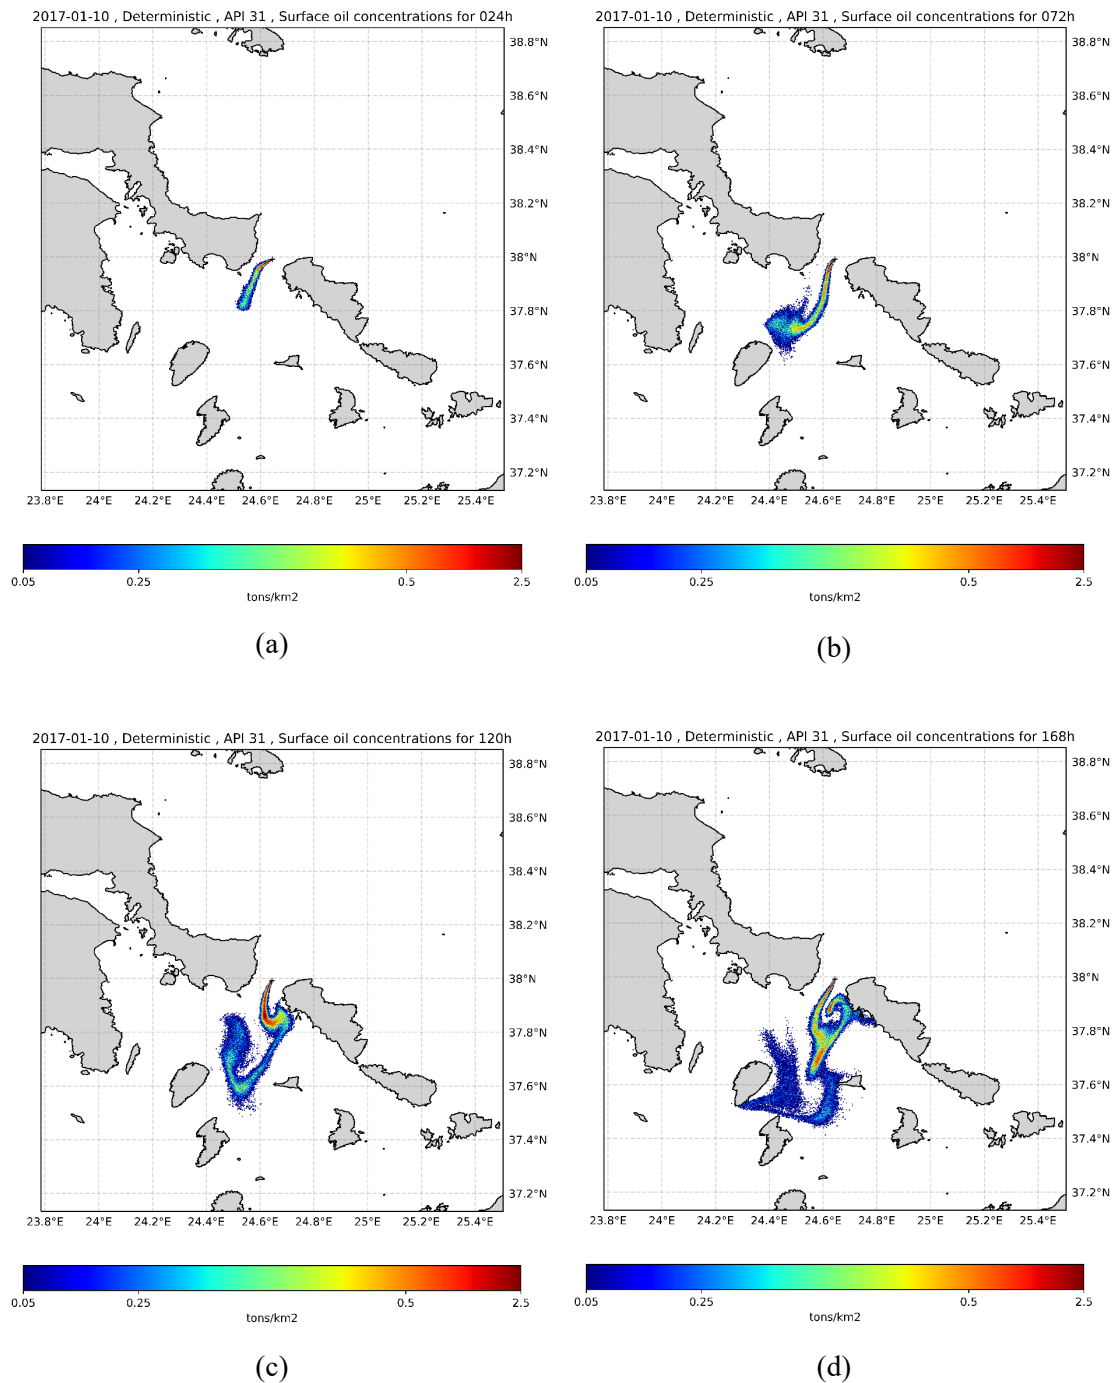 2017-01-10 , Deterministic , API 31 , Surface oil concentrations for 024h
38.8°N
38.6°N
38.4°N
38.2°N
38°N
37.8°N
37.6°N
37.4°N
37.2°N
23.8°E 24°E 24.2°E 24.4°E 24.6°E 24.8°E 25°E 25.2°E 25.4°E
0.05 0.25 0.5 2.5
tons/km2
(a)
2017-01-10 , Deterministic , API 31 , Surface oil concentrations for 072h
38.8°N
38.6°N
38.4°N
38.2°N
38°N
37.8°N
37.6°N
37.4°N
37.2°N
23.8°E 24°E 24.2°E 24.4°E 24.6°E 24.8°E 25°E 25.2°E 25.4°E
0.05 0.25 0.5 2.5
tons/km2
(b)
2017-01-10 , Deterministic , API 31 , Surface oil concentrations for 120h
38.8°N
38.6°N
38.4°N
38.2°N
38°N
37.8°N
37.6°N
37.4°N
37.2°N
23.8°E 24°E 24.2°E 24.4°E 24.6°E 24.8°E 25°E 25.2°E 25.4°E
0.05 0.25 0.5 2.5
tons/km2
(c)
2017-01-10 , Deterministic , API 31 , Surface oil concentrations for 168h
38.8°N
38.6°N
38.4°N
38.2°N
38°N
37.8°N
37.6°N
37.4°N
37.2°N
23.8°E 24°E 24.2°E 24.4°E 24.6°E 24.8°E 25°E 25.2°E 25.4°E
0.05 0.25 0.5 2.5
tons/km2
(d)